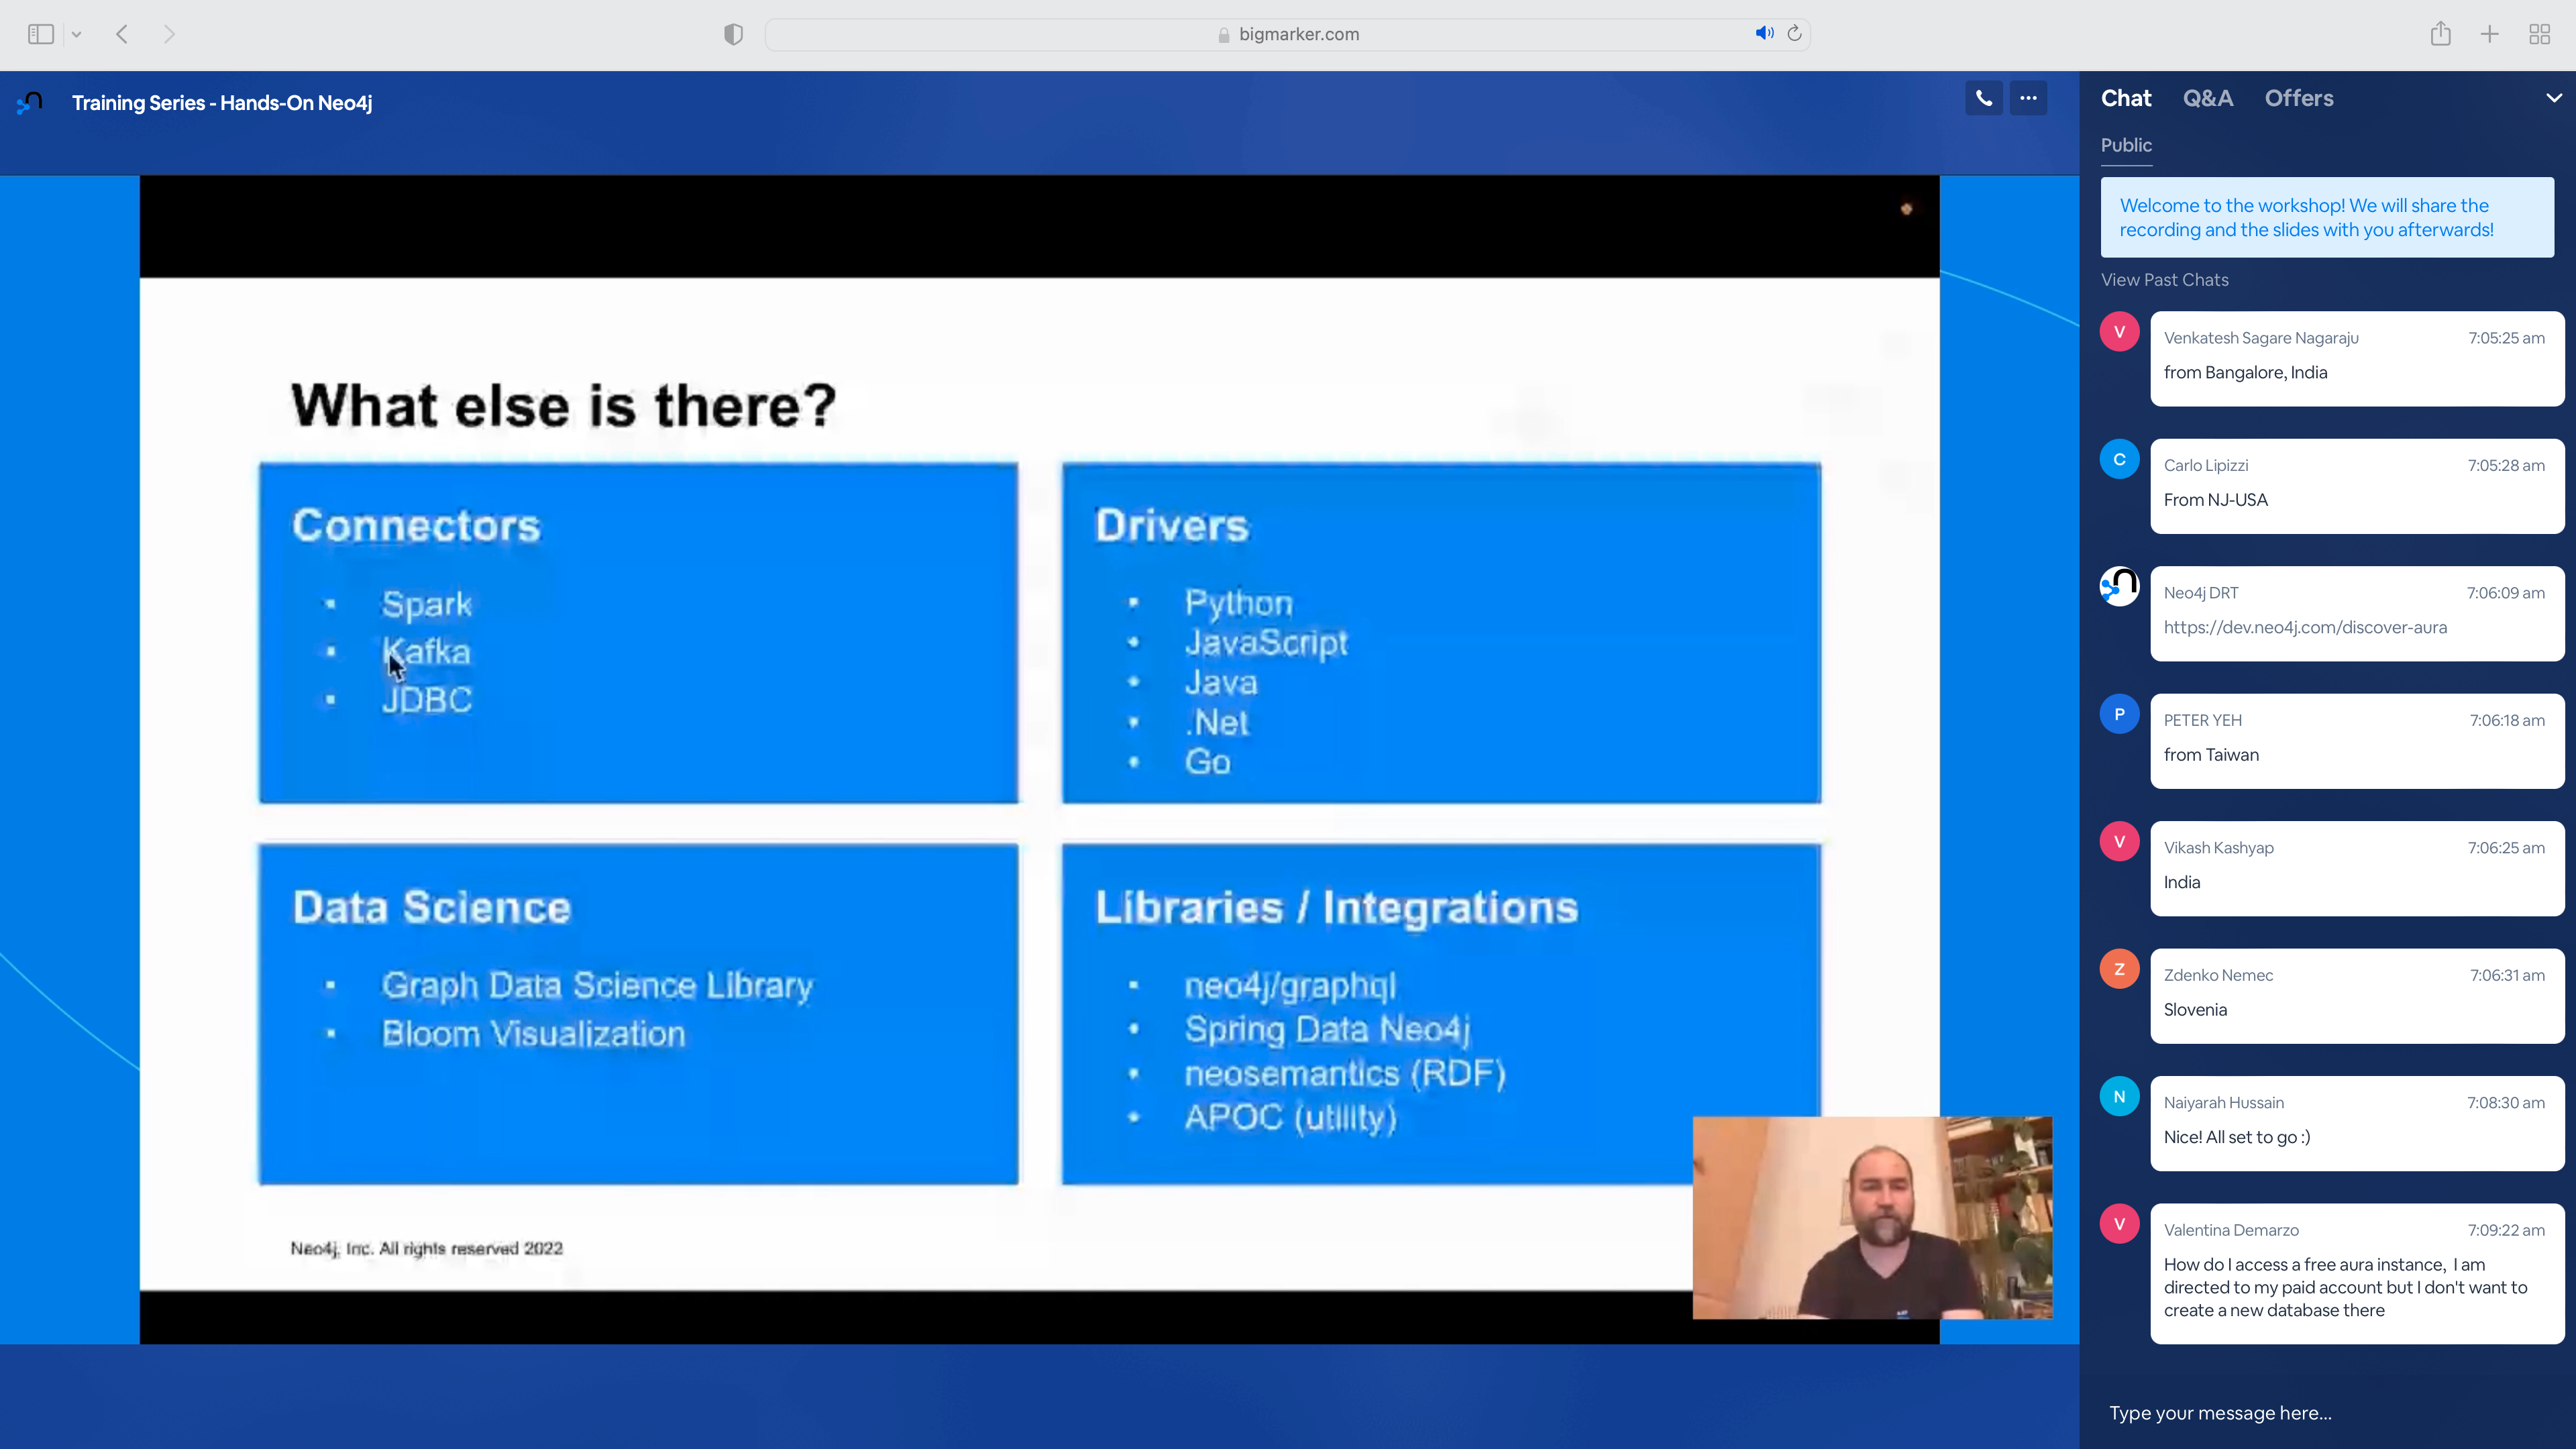 bigmarker.com
Training Series - Hands-On Neo4j
What else is there?
Connectors
Spark
Kafka
JDBC
Drivers
Python
JavaScript
Java
.Net
Go
Data Science
Graph Data Science Library
Bloom Visualization
Libraries / Integrations
neo4j/graphql
Spring Data Neo4j
neosemantics (RDF)
APOC (utility)
Neo4j, Inc. All rights reserved 2022
Chat Q&A Offers
Public
Welcome to the workshop! We will share the
recording and the slides with you afterwards!
View Past Chats
V
Venkatesh Sagare Nagaraju 7:05:25 am
from Bangalore, India
C
Carlo Lipizzi 7:05:28 am
From NJ-USA
Neo4j DRT 7:06:09 am
https://dev.neo4j.com/discover-aura
P
PETER YEH 7:06:18 am
from Taiwan
V
Vikash Kashyap 7:06:25 am
India
Z
Zdenko Nemec 7:06:31 am
Slovenia
N
Naiyarah Hussain 7:08:30 am
Nice! All set to go :)
V
Valentina Demarzo 7:09:22 am
How do I access a free aura instance, I am
directed to my paid account but I don't want to
create a new database there
Type your message here...